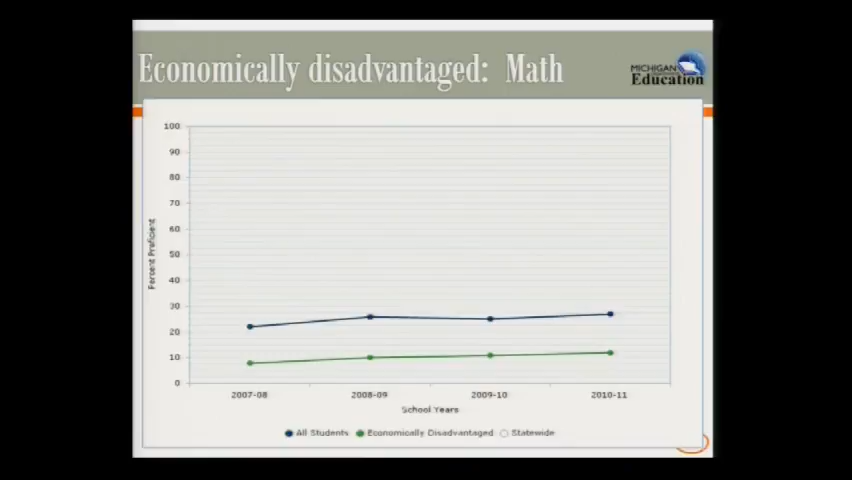 Economically disadvantaged: Math
MICHIGAN
Education
100
90
80
70
60
50
40
30
20
10
0
Percent Proficient
2007-08
2008-09
2009-10
2010-11
School Years
All Students
Economically Disadvantaged
Statewide